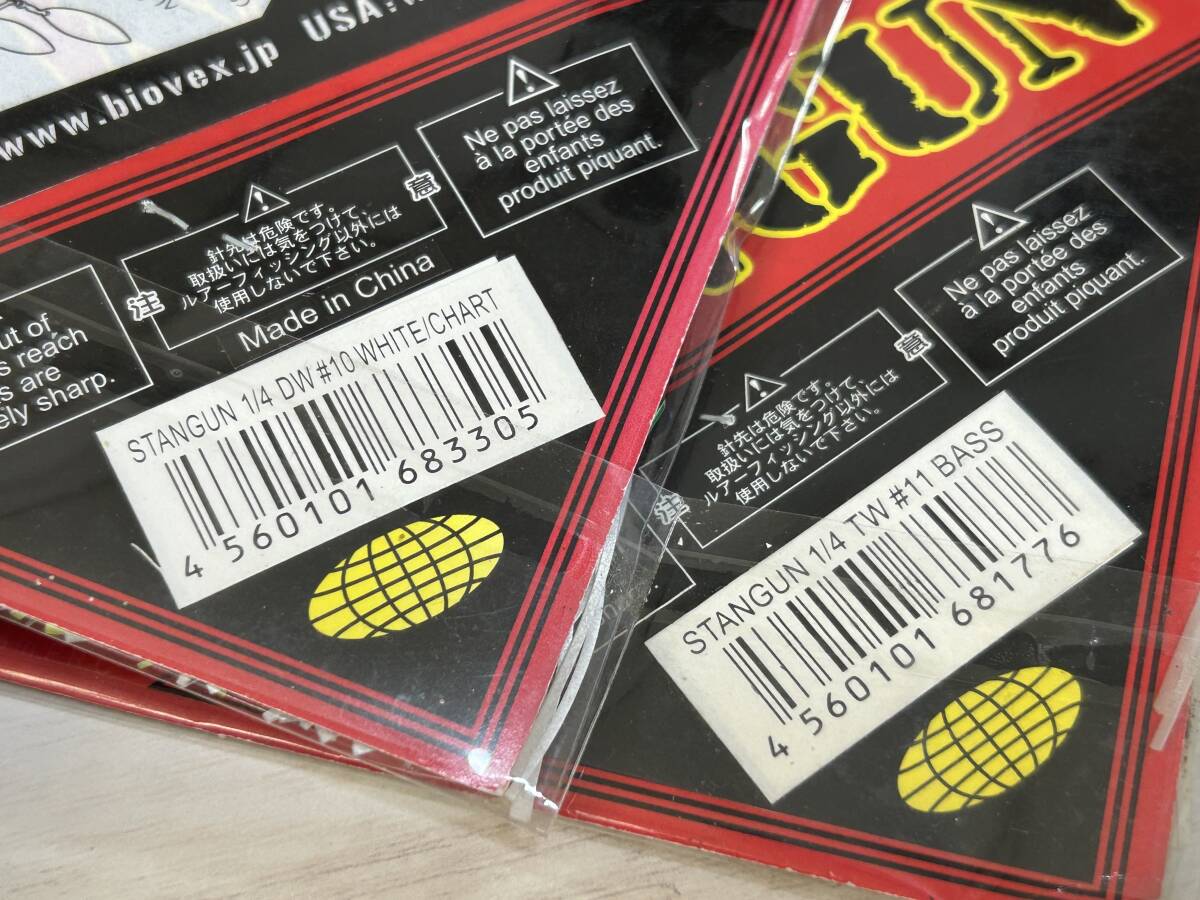 www.biovex.jp USA:
Ne pas laissez
à la portée des
enfants
produit piquant.
注
意
針先は危険です。
取扱いには気をつけて、
ルアーフィッシング以外には
使用しないで下さい。
Made in China
out of
reach
are
sharp.
STANGUN 1/4 DW #10 WHITE/CHART
4 560101 683305
GUN
Ne pas laissez
à la portée des
enfants
produit piquant.
注
意
針先は危険です。
取扱いには気をつけて、
ルアーフィッシング以外には
使用しないで下さい。
STANGUN 1/4 TW #11 BASS
4 560101 681776